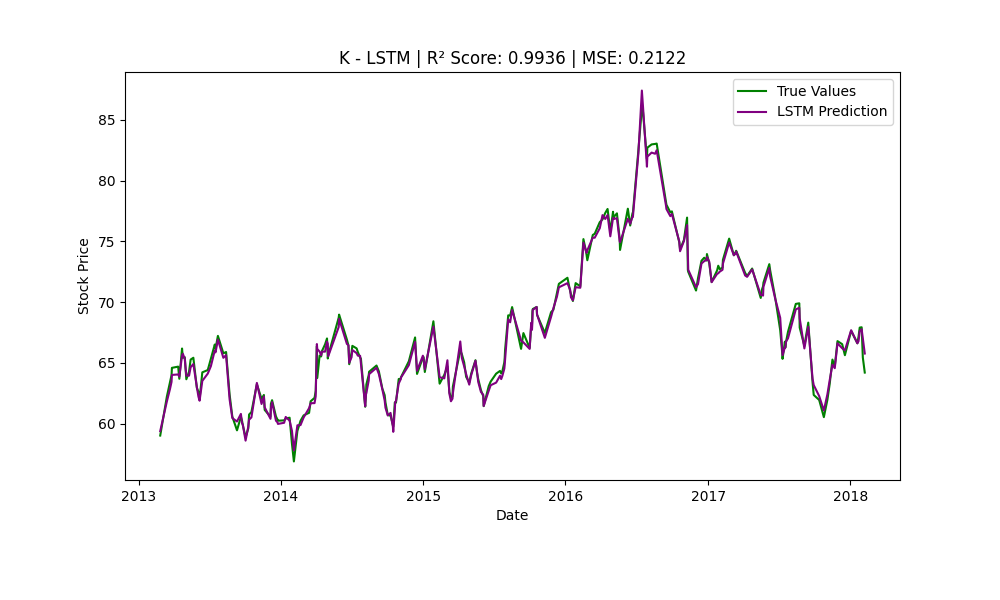 K - LSTM | R² Score: 0.9936 | MSE: 0.2122
True Values
LSTM Prediction
Stock Price
85
80
75
70
65
60
2013
2014
2015
2016
2017
2018
Date